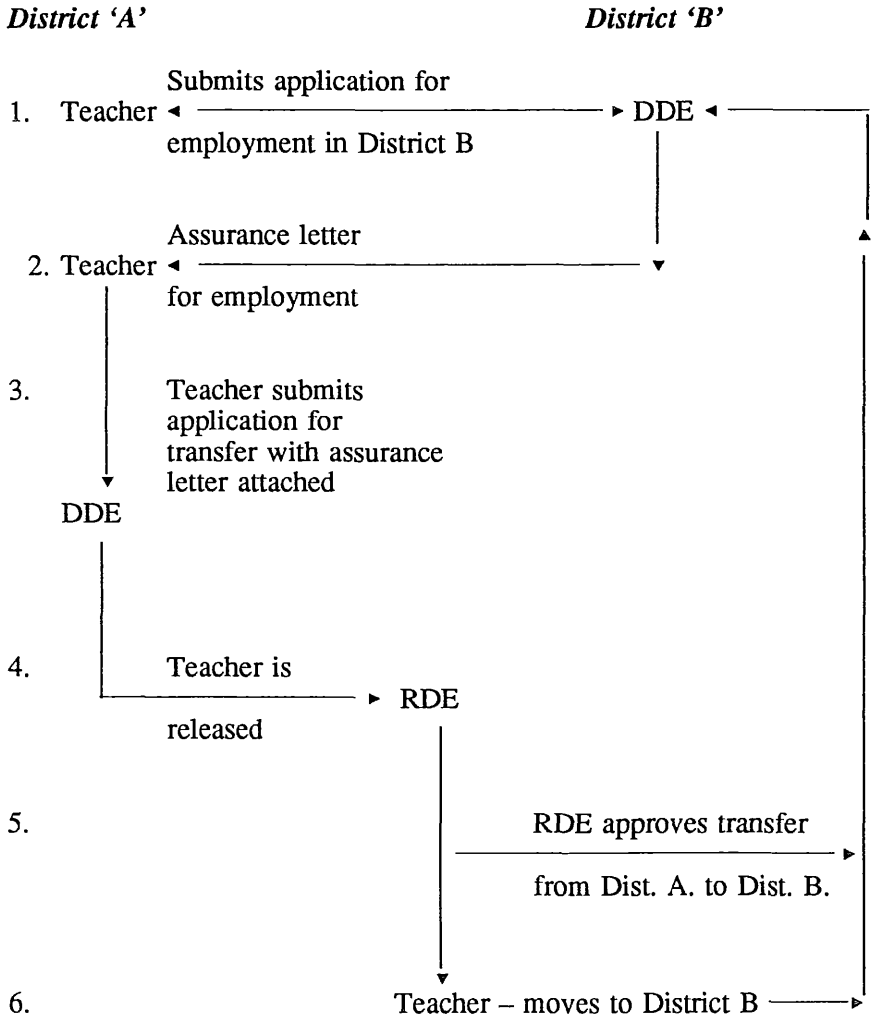 District ‘A’ District ‘B’
Submits application for
1. Teacher DDE
employment in District B
Assurance letter
2. Teacher
for employment
3. Teacher submits
application for
transfer with assurance
letter attached
DDE
4. Teacher is
RDE
released
5. RDE approves transfer
from Dist. A. to Dist. B.
6. Teacher – moves to District B